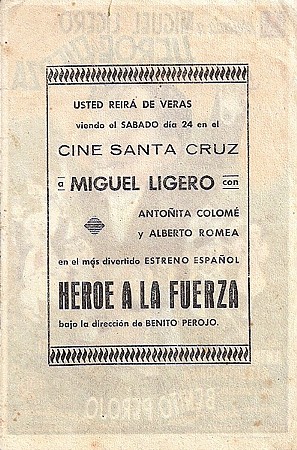 USTED REIRÁ DE VERAS
viendo el SABADO día 24 en el
CINE SANTA CRUZ
a MIGUEL LIGERO con
ANTOÑITA COLOMÉ
y ALBERTO ROMEA
en el más divertido ESTRENO ESPAÑOL
HEROE A LA FUERZA
bajo la dirección de BENITO PEROJO.